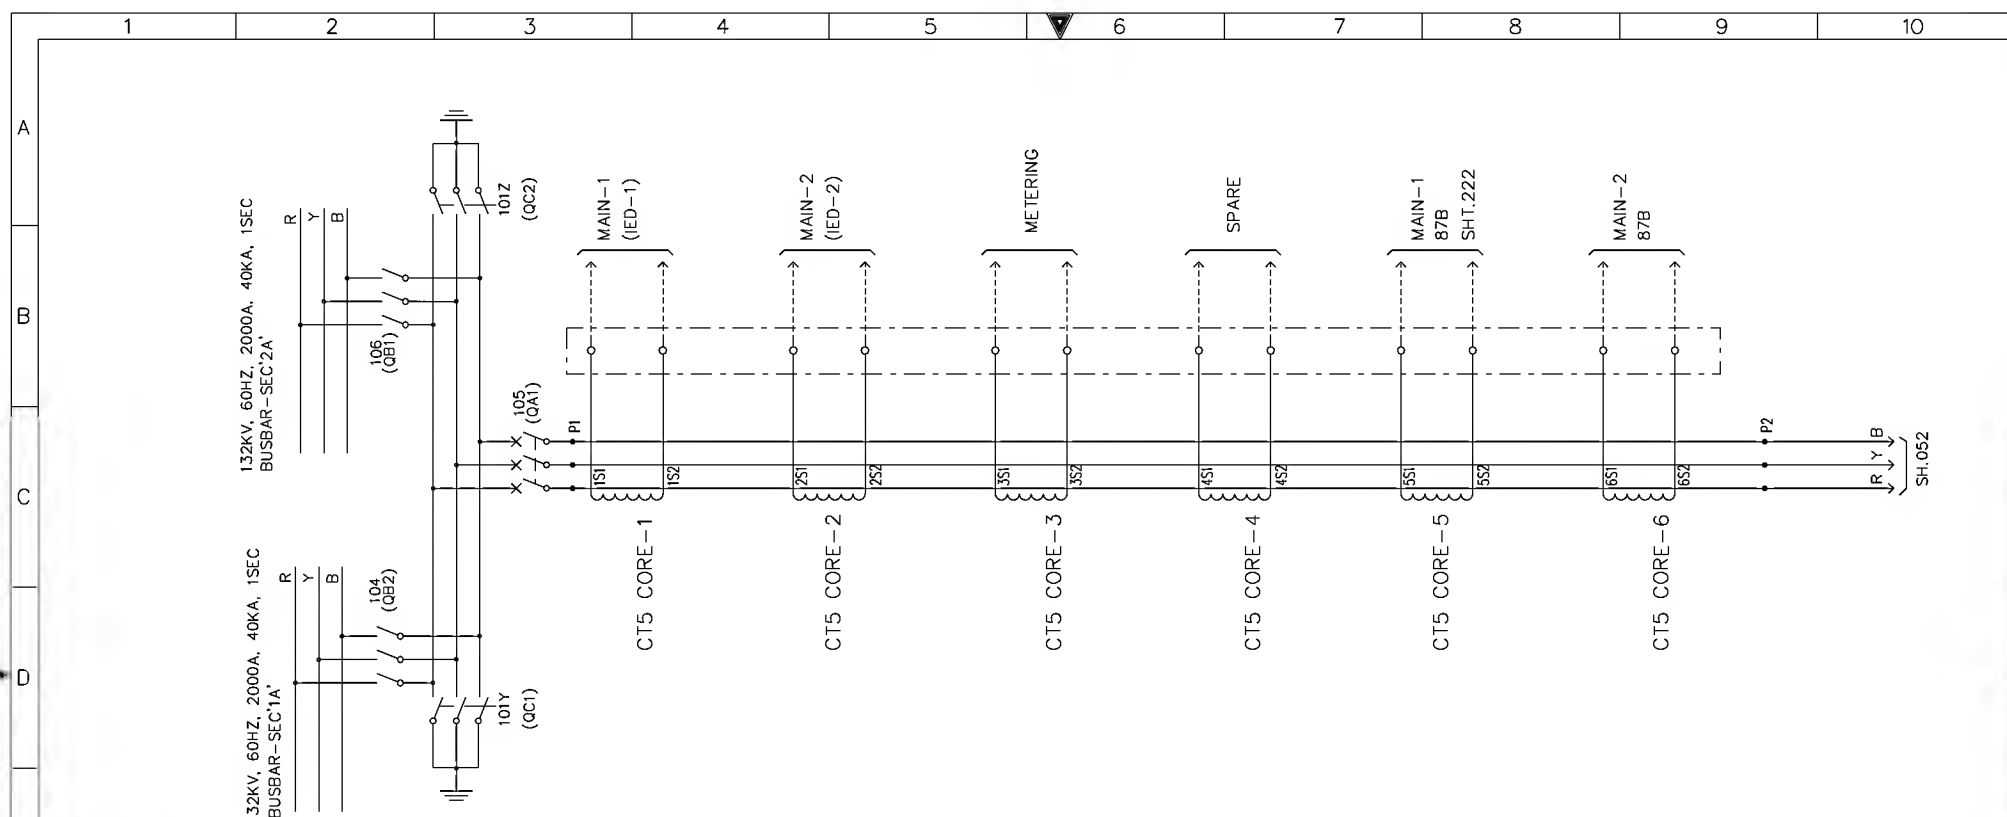 1 2 3 4 5 6 7 8 9 10
A
B
C
D
132KV, 60HZ, 2000A, 40KA, 1SEC
BUSBAR-SEC'2A'
R
Y
B
106
(QB1)
101Z
(QC2)
105
(QA1)
P1
MAIN-1
(IED-1)
MAIN-2
(IED-2)
METERING
SPARE
MAIN-1
87B
SHT.222
MAIN-2
87B
1S1
1S2
2S1
2S2
3S1
3S2
4S1
4S2
5S1
5S2
6S1
6S2
P2
B
Y
R
SH.052
CT5 CORE-1
CT5 CORE-2
CT5 CORE-3
CT5 CORE-4
CT5 CORE-5
CT5 CORE-6
32KV, 60HZ, 2000A, 40KA, 1SEC
BUSBAR-SEC'1A'
R
Y
B
104
(QB2)
101Y
(QC1)